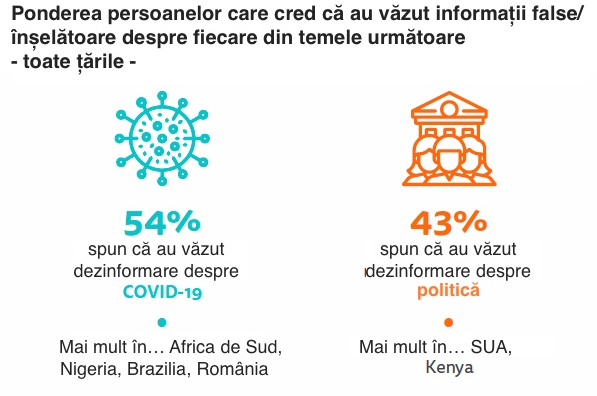 Ponderea persoanelor care cred că au văzut informații false/
înșelătoare despre fiecare din temele următoare
- toate țările -
54%
spun că au văzut
dezinformare despre
COVID-19
Mai mult în... Africa de Sud,
Nigeria, Brazilia, România
43%
spun că au văzut
dezinformare despre
politică
Mai mult în... SUA,
Kenya